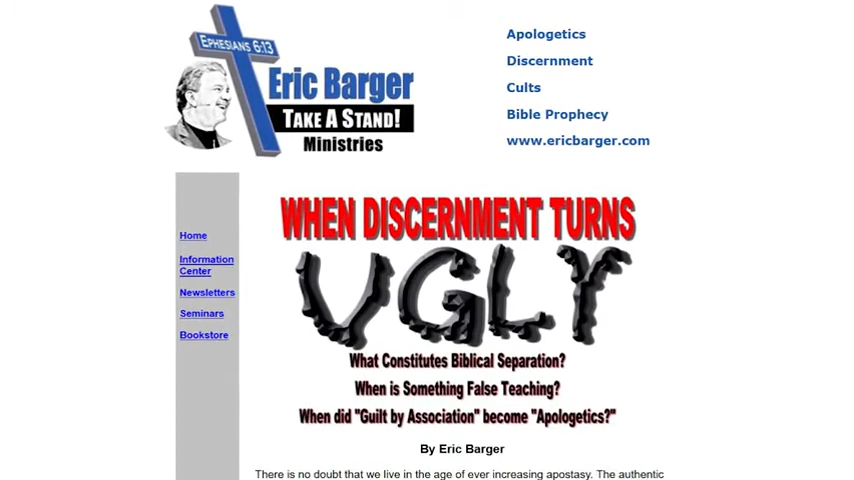 EPHESIANS 6:13
Eric Barger
TAKE A STAND!
Ministries
Apologetics
Discernment
Cults
Bible Prophecy
www.ericbarger.com
Home
Information
Center
Newsletters
Seminars
Bookstore
WHEN DISCERNMENT TURNS
UGLY
What Constitutes Biblical Separation?
When is Something False Teaching?
When did "Guilt by Association" become "Apologetics?"
By Eric Barger
There is no doubt that we live in the age of ever increasing apostasy. The authentic